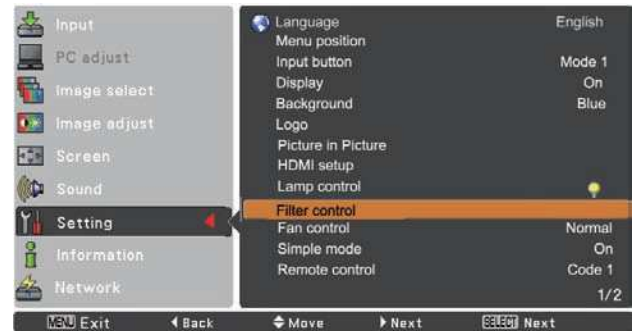 Input
PC adjust
Image select
Image adjust
Screen
Sound
Setting
Information
Network
Language English
Menu position
Input button Mode 1
Display On
Background Blue
Logo
Picture in Picture
HDMI setup
Lamp control
Filter control
Fan control Normal
Simple mode On
Remote control Code 1
1/2
MENU Exit Back Move Next SELECT Next